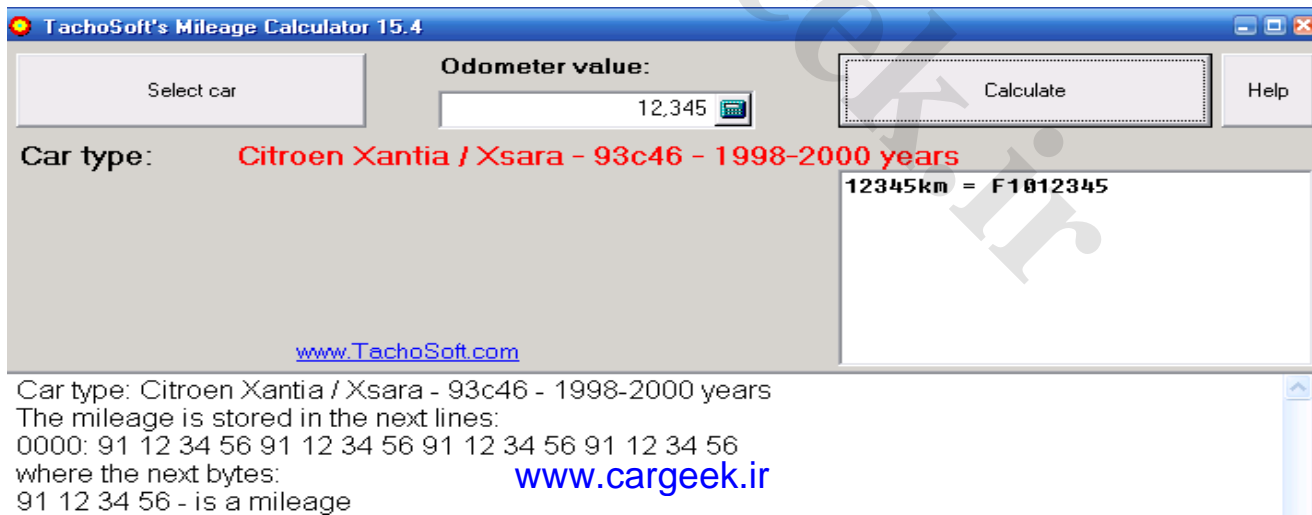 TachoSoft's Mileage Calculator 15.4
Select car
Odometer value:
12,345
Calculate
Help
Car type: Citroen Xantia / Xsara - 93c46 - 1998-2000 years
12345km = F1012345
www.TachoSoft.com
Car type: Citroen Xantia / Xsara - 93c46 - 1998-2000 years
The mileage is stored in the next lines:
0000: 91 12 34 56 91 12 34 56 91 12 34 56 91 12 34 56
where the next bytes:
91 12 34 56 - is a mileage
www.cargeek.ir
ek.ir